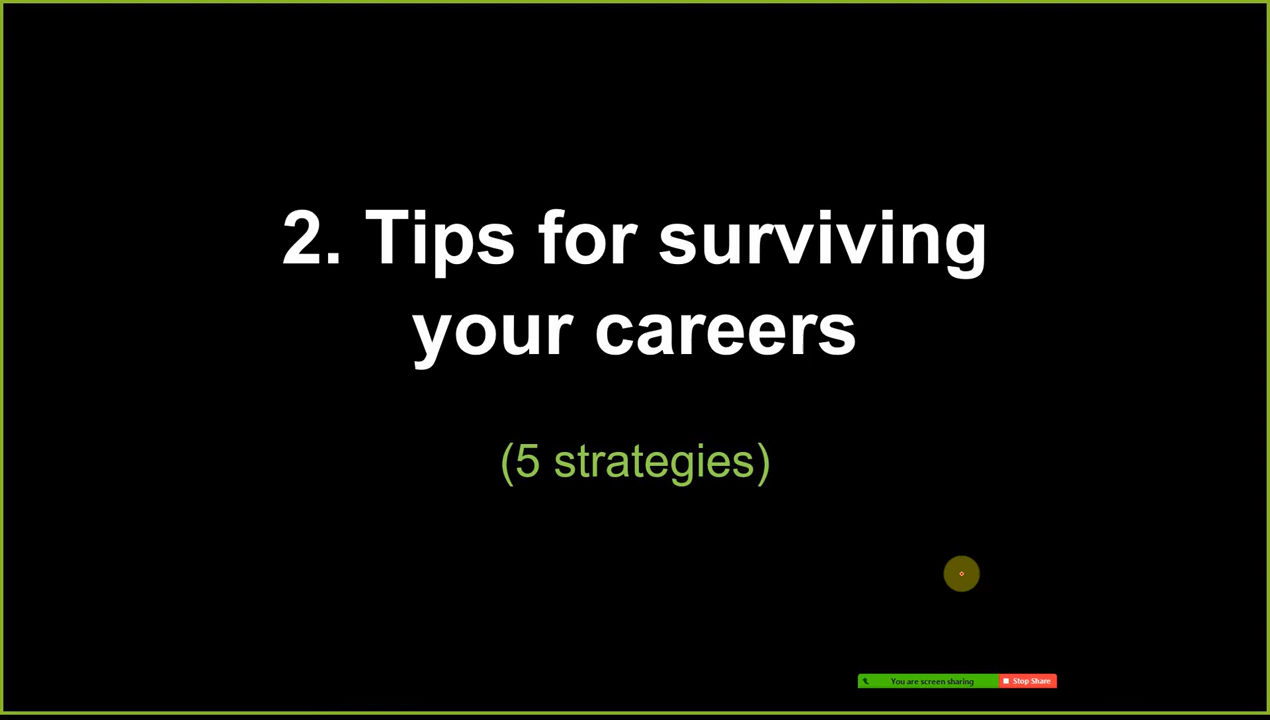 2. Tips for surviving
your careers
(5 strategies)
You are screen sharing
Stop Share